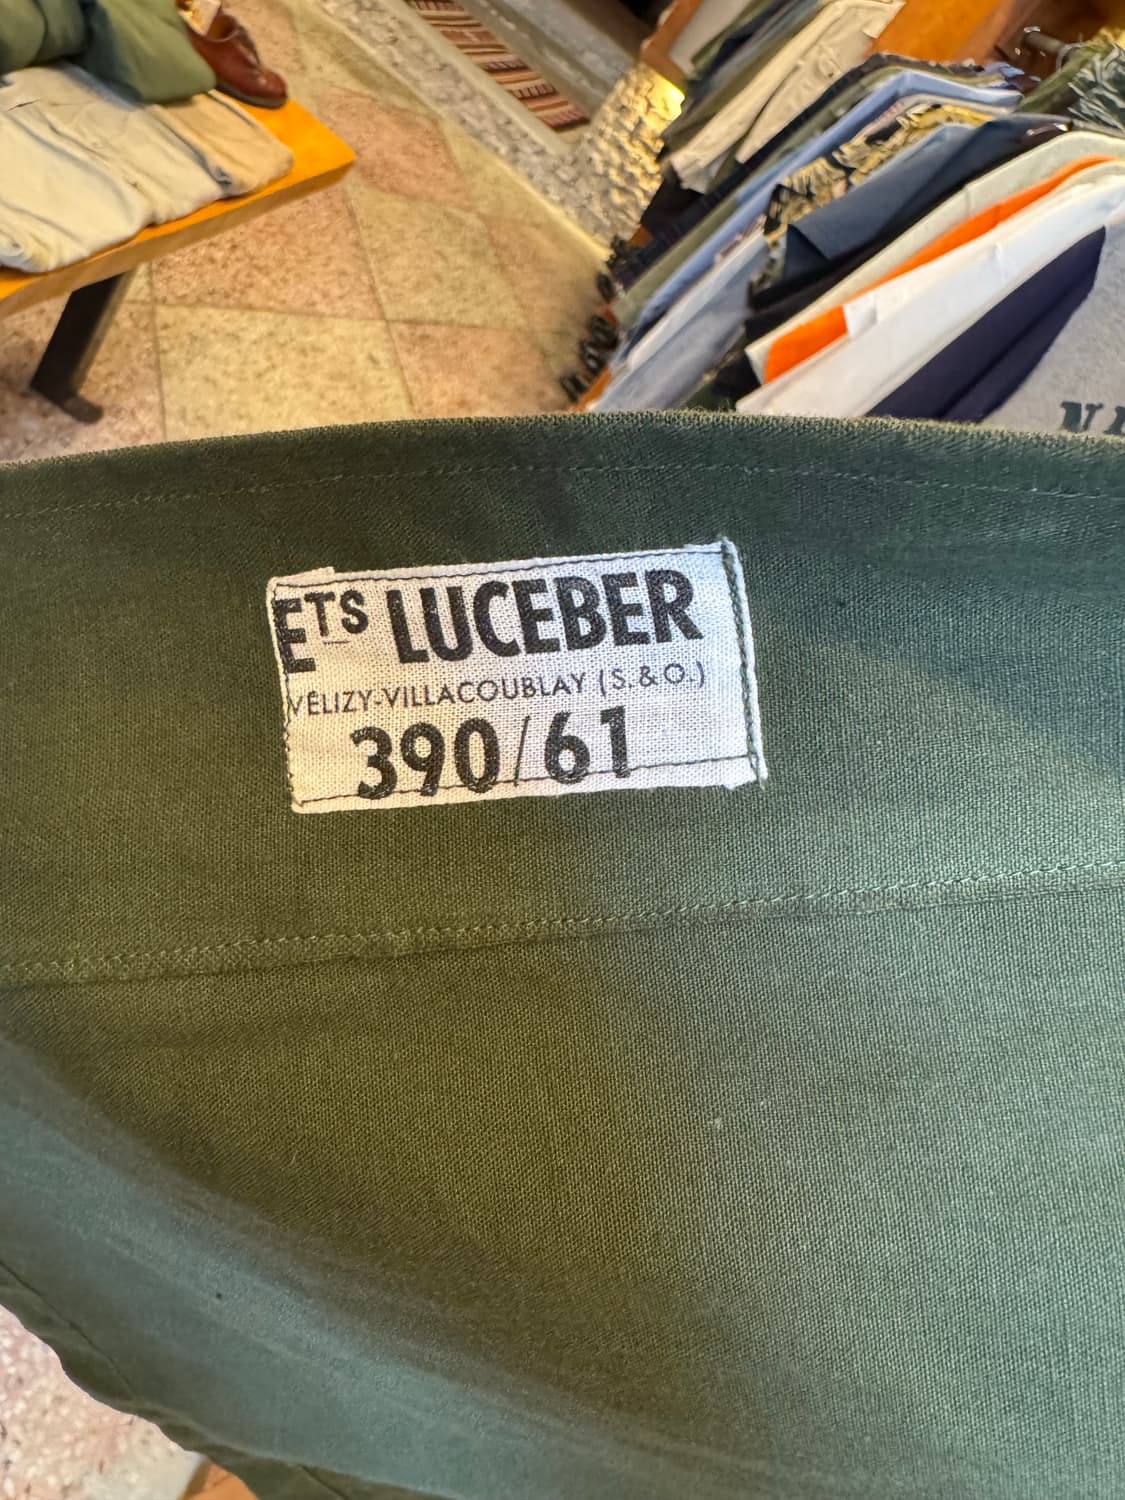 ETS LUCEBER
VÉLIZY-VILLACOUBLAY (S.&O.)
390/61